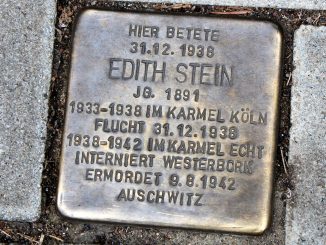 HIER BETETE
31.12.1938
EDITH STEIN
JG. 1891
1933-1938 IM KARMEL KÖLN
FLUCHT 31.12.1938
1938-1942 IM KARMEL ECHT
INTERNIERT WESTERBORK
ERMORDET 9.8.1942
AUSCHWITZ